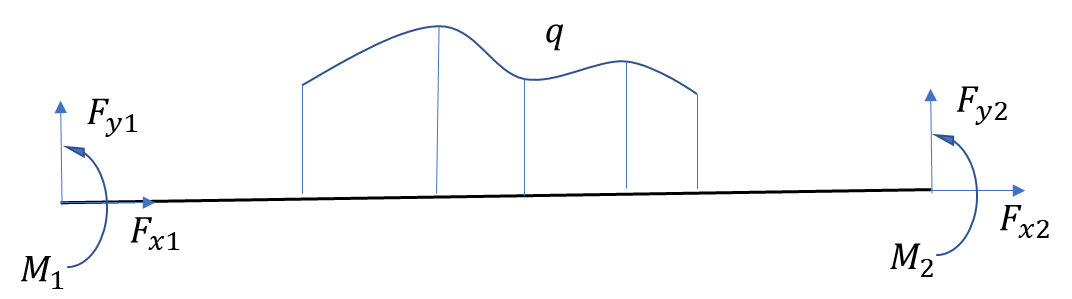 q
F_{y1}
F_{y2}
F_{x1}
F_{x2}
M_1
M_2